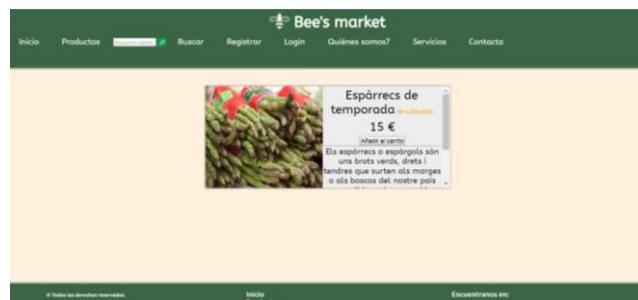 Bee's market
Inicio Productos Buscar Registrar Login Quiénes somos? Servicios Contacta
Espàrrecs de
temporada
15 €
Añadir al carrito
Els espàrrecs o espàrgols són
uns brots verds, drets i
tendres que surten als marges
o als boscos del nostre país
© Todos los derechos reservados.
Inicio
Encuentranos en: